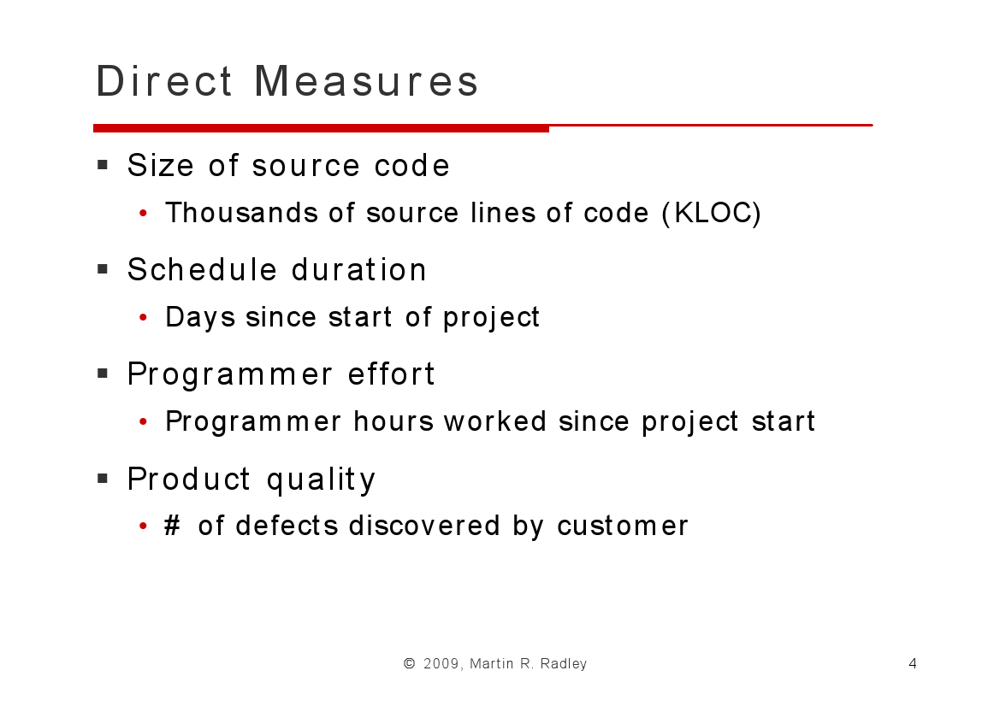 Direct Measures
▪ Size of source code
• Thousands of source lines of code (KLOC)
▪ Schedule duration
• Days since start of project
▪ Programmer effort
• Programmer hours worked since project start
▪ Product quality
• # of defects discovered by customer
© 2009, Martin R. Radley
4